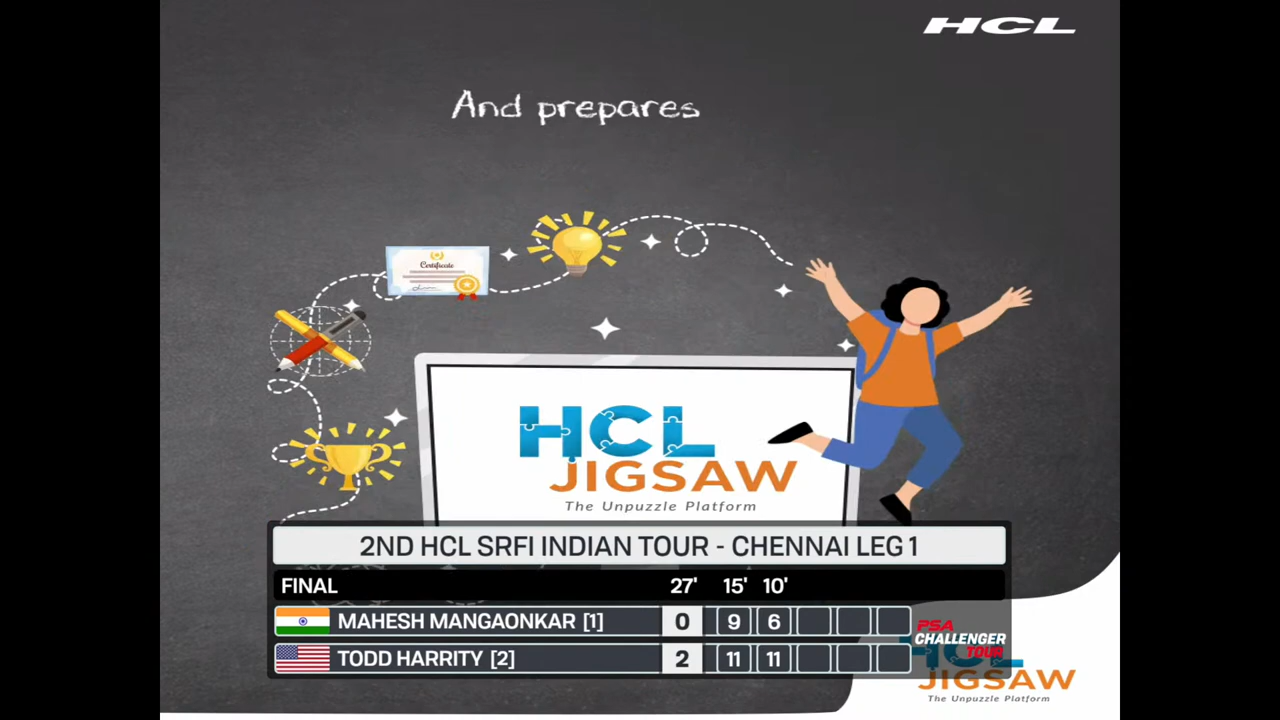 HCL
And prepares
Certificate
HCL
JIGSAW
The Unpuzzle Platform
2ND HCL SRFI INDIAN TOUR - CHENNAI LEG 1
FINAL 27' 15' 10'
MAHESH MANGAONKAR [1] 0 9 6
TODD HARRITY [2] 2 11 11
PSA
CHALLENGER
TOUR
HCL
JIGSAW
The Unpuzzle Platform